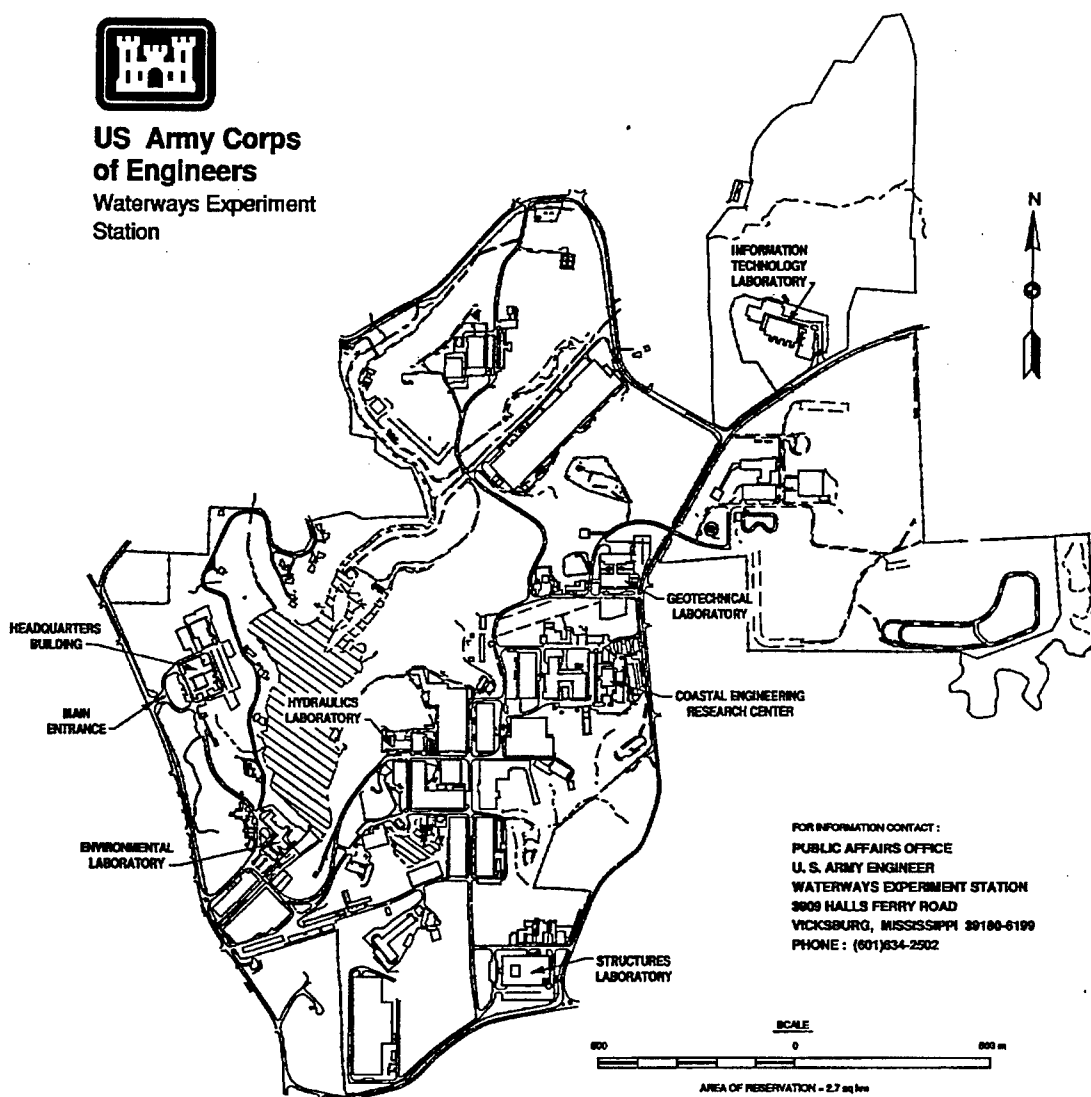 US Army Corps
of Engineers
Waterways Experiment
Station
N
INFORMATION
TECHNOLOGY
LABORATORY
GEOTECHNICAL
LABORATORY
HEADQUARTERS
BUILDING
MAIN
ENTRANCE
HYDRAULICS
LABORATORY
COASTAL ENGINEERING
RESEARCH CENTER
ENVIRONMENTAL
LABORATORY
STRUCTURES
LABORATORY
FOR INFORMATION CONTACT :
PUBLIC AFFAIRS OFFICE
U. S. ARMY ENGINEER
WATERWAYS EXPERIMENT STATION
3909 HALLS FERRY ROAD
VICKSBURG, MISSISSIPPI 39180-6199
PHONE : (601)634-2502
SCALE
0 m
AREA OF RESERVATION = 2.7 sq km